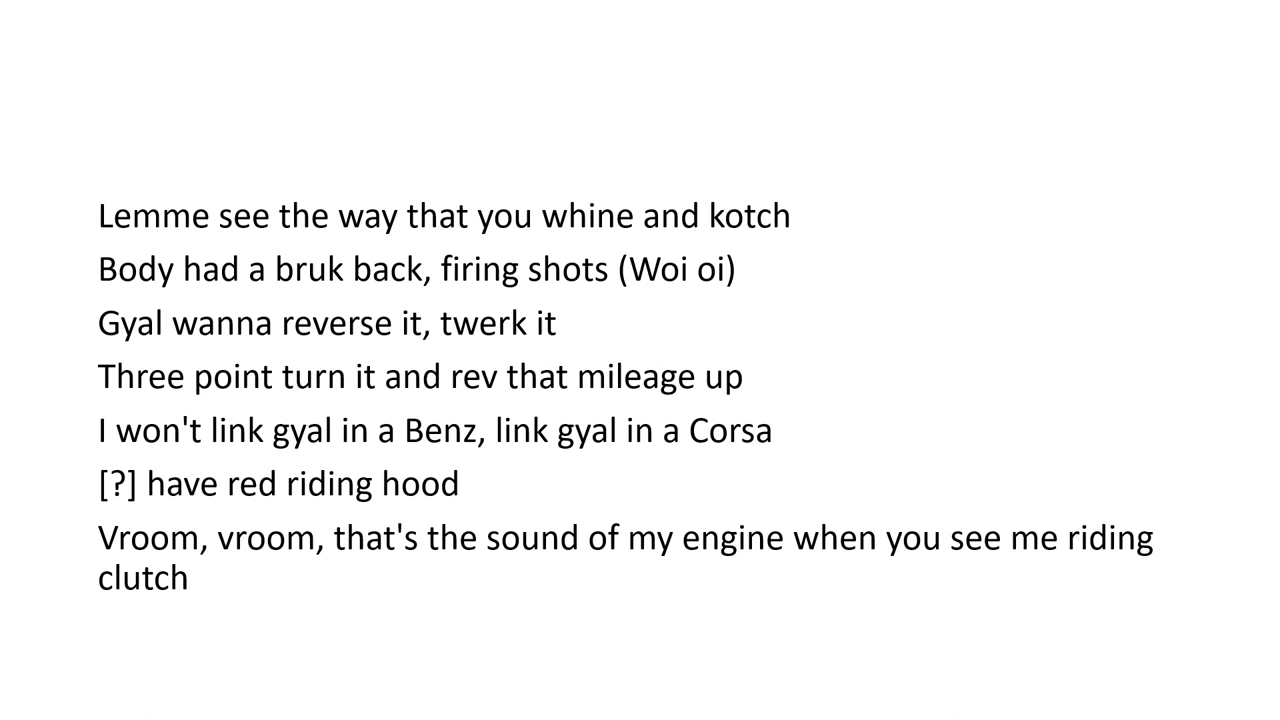 Lemme see the way that you whine and kotch
Body had a bruk back, firing shots (Woi oi)
Gyal wanna reverse it, twerk it
Three point turn it and rev that mileage up
I won't link gyal in a Benz, link gyal in a Corsa
[?] have red riding hood
Vroom, vroom, that's the sound of my engine when you see me riding
clutch